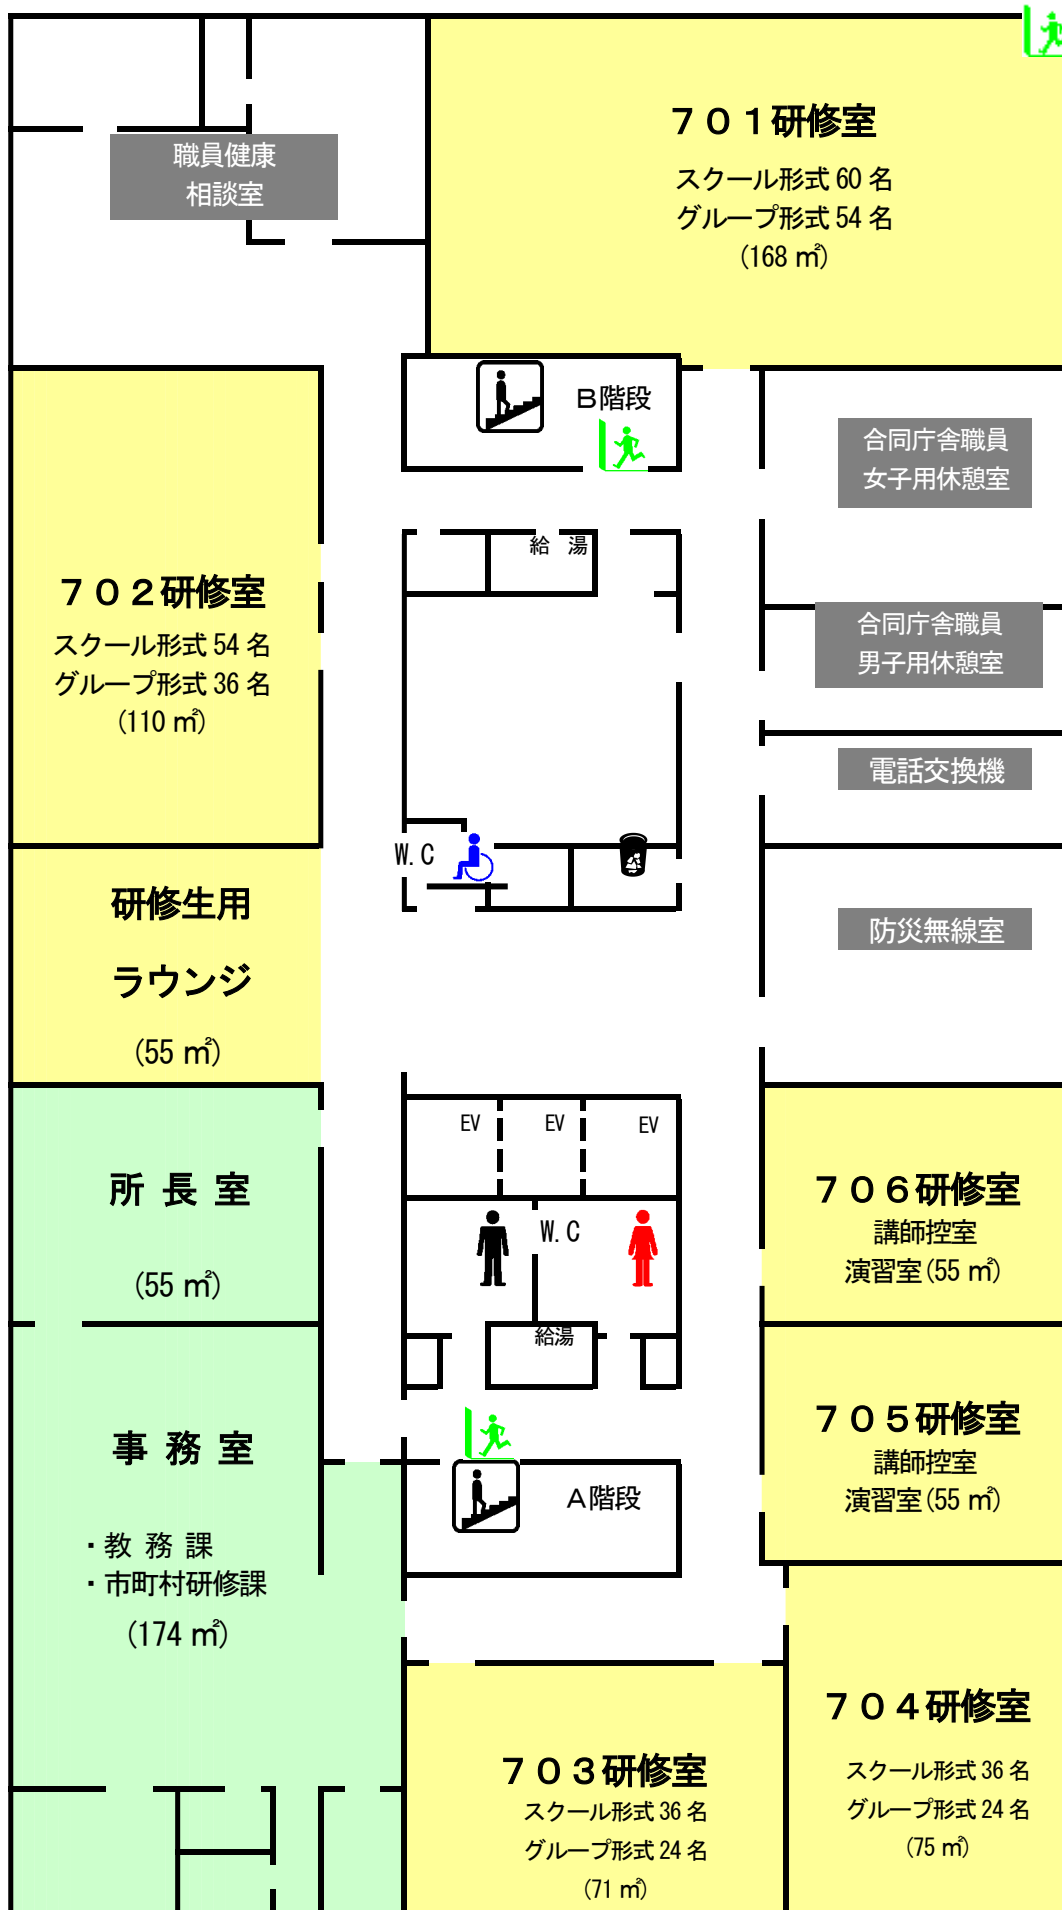 ７０１研修室
スクール形式 60 名
グループ形式 54 名
(168 ㎡)
職員健康
相談室
Ｂ階段
合同庁舎職員
女子用休憩室
給　湯
７０２研修室
スクール形式 54 名
グループ形式 36 名
(110 ㎡)
合同庁舎職員
男子用休憩室
電話交換機
W.C
研修生用
ラウンジ
(55 ㎡)
防災無線室
EV
EV
EV
所 長 室
(55 ㎡)
W.C
７０６研修室
講師控室
演習室(55 ㎡)
給湯
事 務 室
・教 務 課
・市町村研修課
(174 ㎡)
７０５研修室
講師控室
演習室(55 ㎡)
Ａ階段
７０４研修室
スクール形式 36 名
グループ形式 24 名
(75 ㎡)
７０３研修室
スクール形式 36 名
グループ形式 24 名
(71 ㎡)